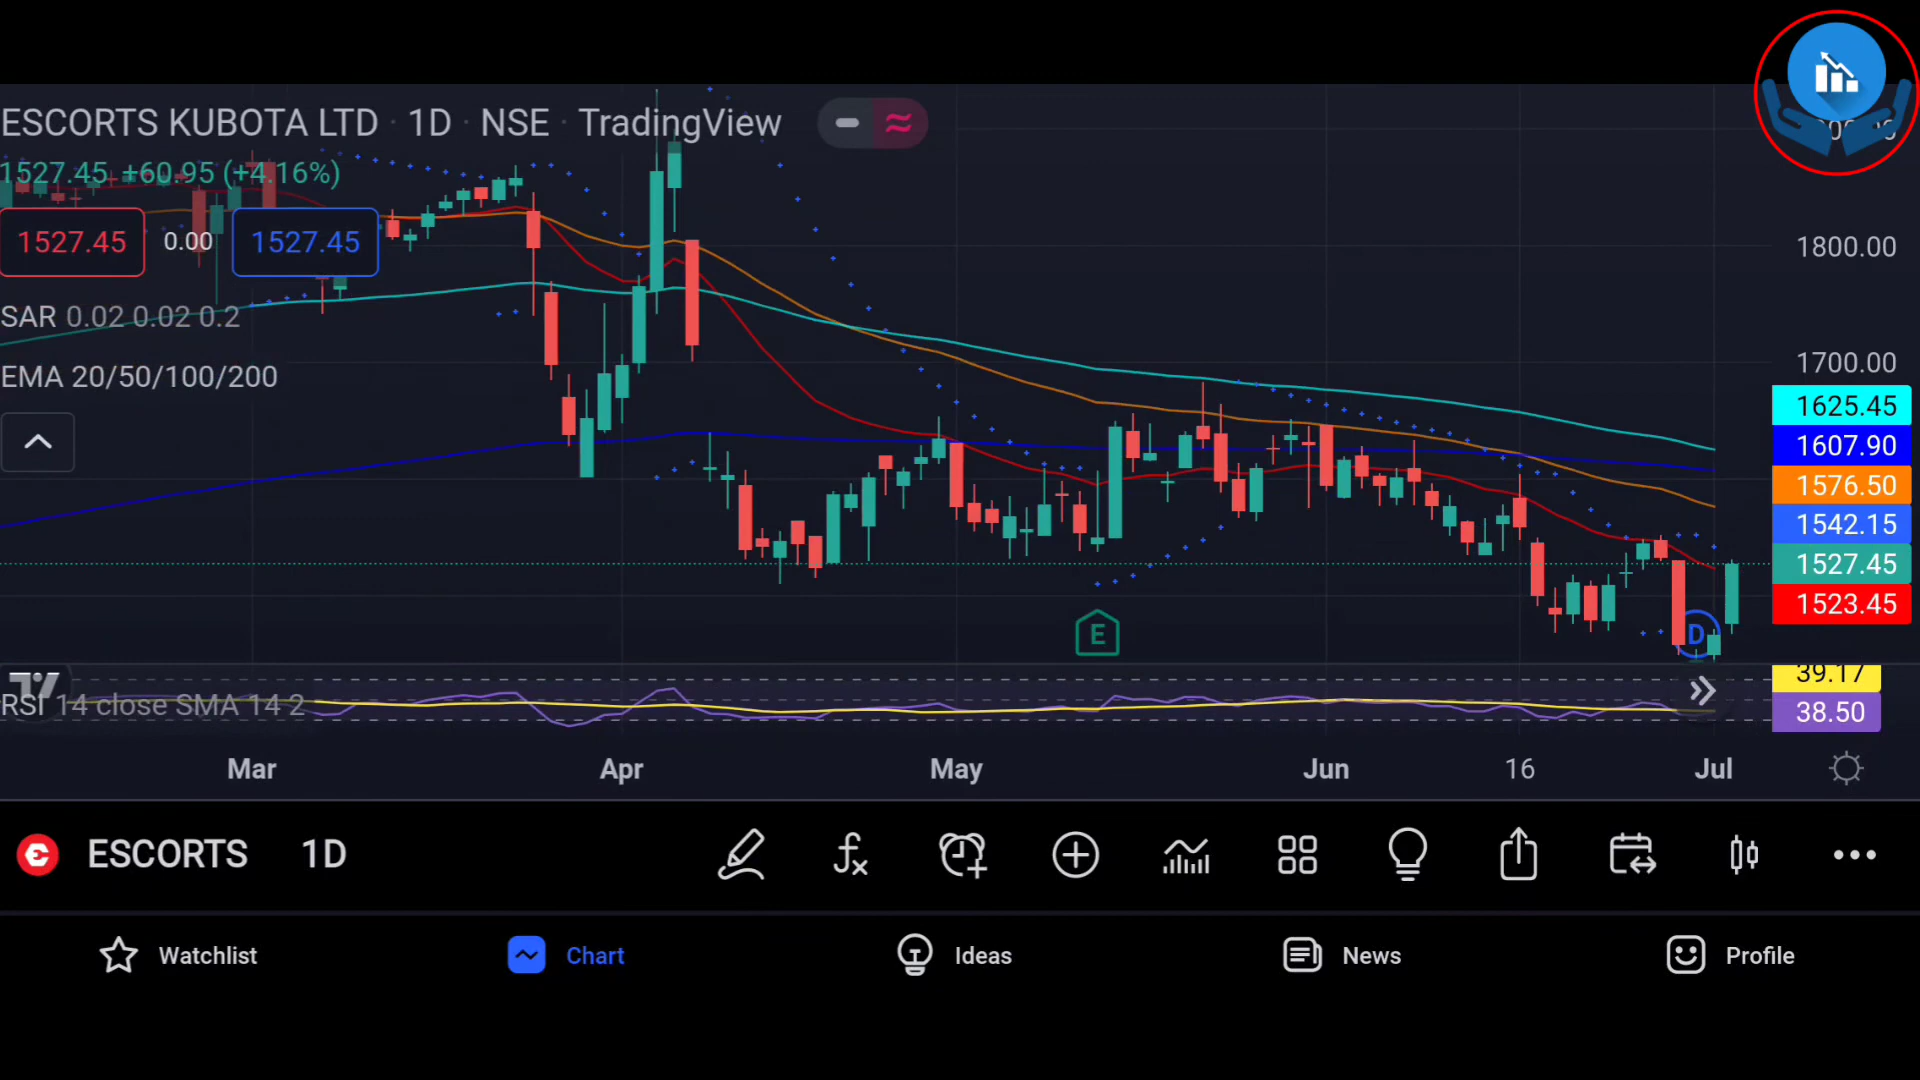 ESCORTS KUBOTA LTD · 1D · NSE · TradingView
1527.45 +60.95 (+4.16%)
1527.45 0.00 1527.45
SAR 0.02 0.02 0.2
EMA 20/50/100/200
1800.00
1700.00
1625.45
1607.90
1576.50
1542.15
1527.45
1523.45
E
D
RSI 14 close SMA 14 2
39.17
38.50
Mar Apr May Jun 16 Jul
ESCORTS 1D
Watchlist Chart Ideas News Profile